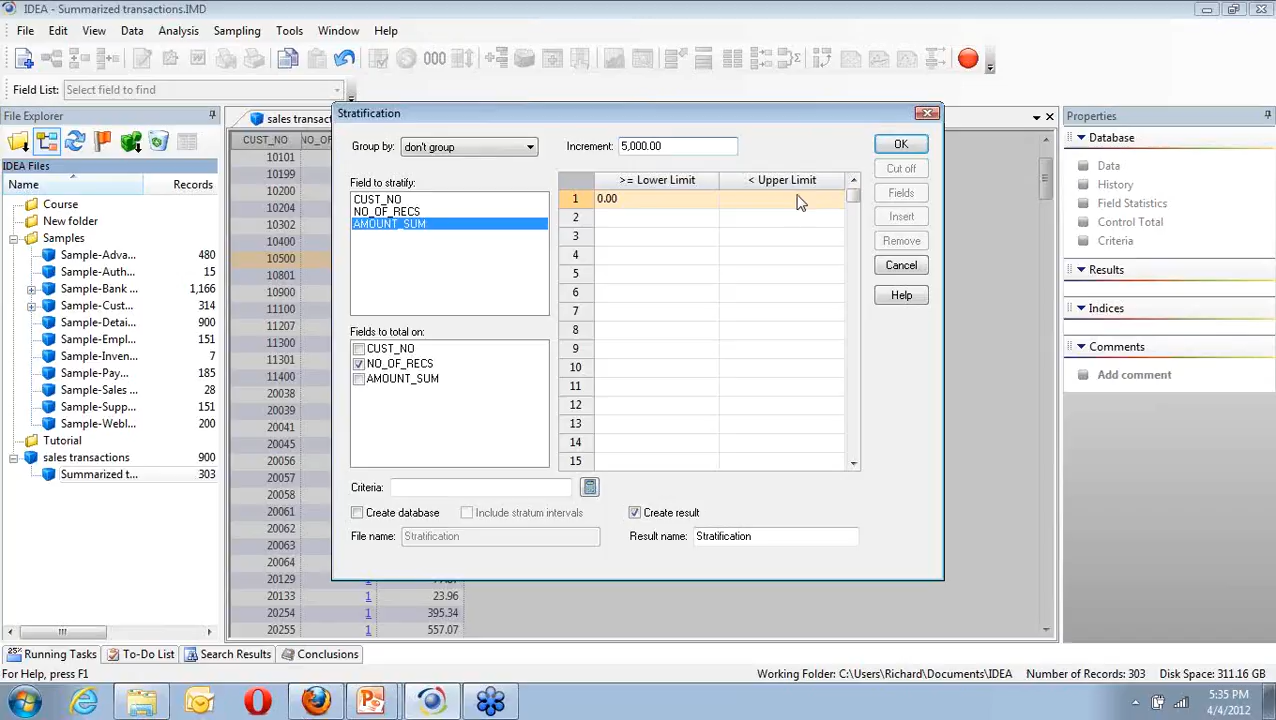 IDEA - Summarized transactions.IMD
File Edit View Data Analysis Sampling Tools Window Help
Field List: Select field to find
File Explorer
IDEA Files
Name Records
Course
New folder
Samples
Sample-Adva... 480
Sample-Auth... 15
Sample-Bank ... 1,166
Sample-Cust... 314
Sample-Detai... 900
Sample-Empl... 151
Sample-Inven... 7
Sample-Pay... 185
Sample-Sales ... 28
Sample-Supp... 151
Sample-Webl... 200
Tutorial
sales transactions 900
Summarized t... 303
sales transactions
CUST_NO NO_OF
10101
10199
10200
10204
10302
10400
10500
10801
10900
11100
11207
11300
11301
11400
20038
20039
20041
20045
20056
20057
20058
20061
20062
20063
20064
20129 1
20133 1 23.96
20254 1 395.34
20255 1 557.07
Stratification
Group by: don't group
Increment: 5,000.00
Field to stratify:
CUST_NO
NO_OF_RECS
AMOUNT_SUM
Fields to total on:
CUST_NO
NO_OF_RECS
AMOUNT_SUM
>= Lower Limit < Upper Limit
1 0.00
2
3
4
5
6
7
8
9
10
11
12
13
14
15
OK
Cut off
Fields
Insert
Remove
Cancel
Help
Criteria:
Create database Include stratum intervals
File name: Stratification
Create result
Result name: Stratification
Properties
Database
Data
History
Field Statistics
Control Total
Criteria
Results
Indices
Comments
Add comment
Running Tasks To-Do List Search Results Conclusions
For Help, press F1
Working Folder: C:\Users\Richard\Documents\IDEA Number of Records: 303 Disk Space: 311.16 GB
5:35 PM
4/4/2012